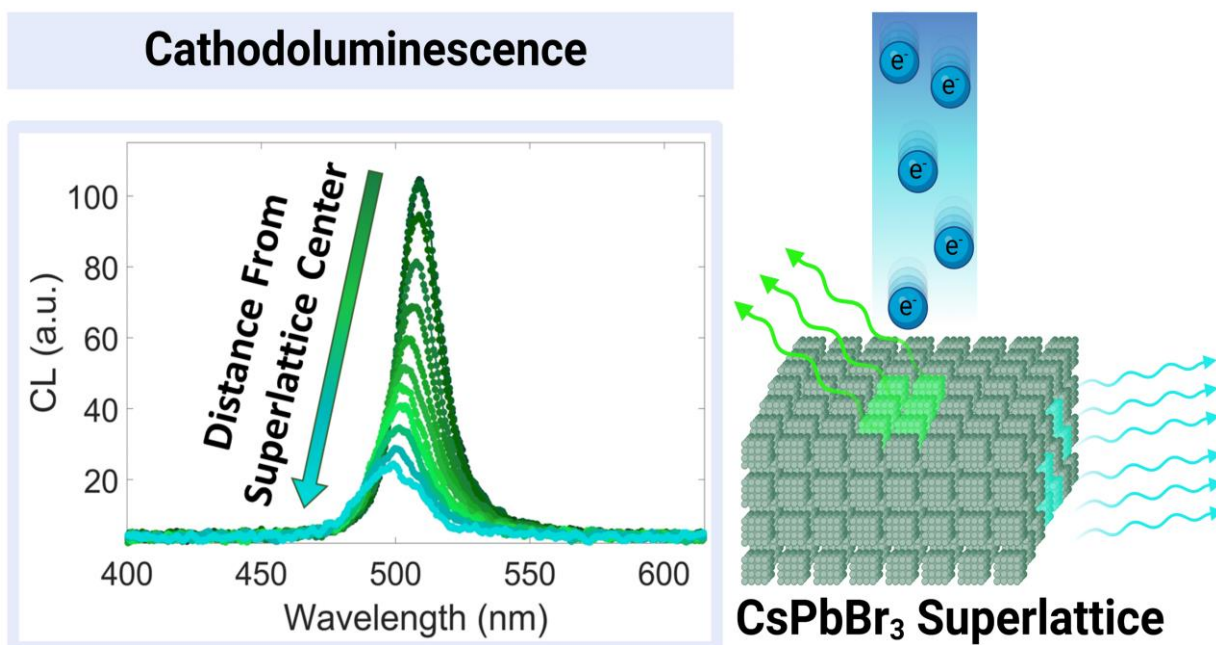 Cathodoluminescence
e⁻
e⁻
e⁻
e⁻
e⁻
CL (a.u.)
100
80
60
40
20
Distance From
Superlattice Center
400 450 500 550 600
Wavelength (nm)
CsPbBr₃ Superlattice